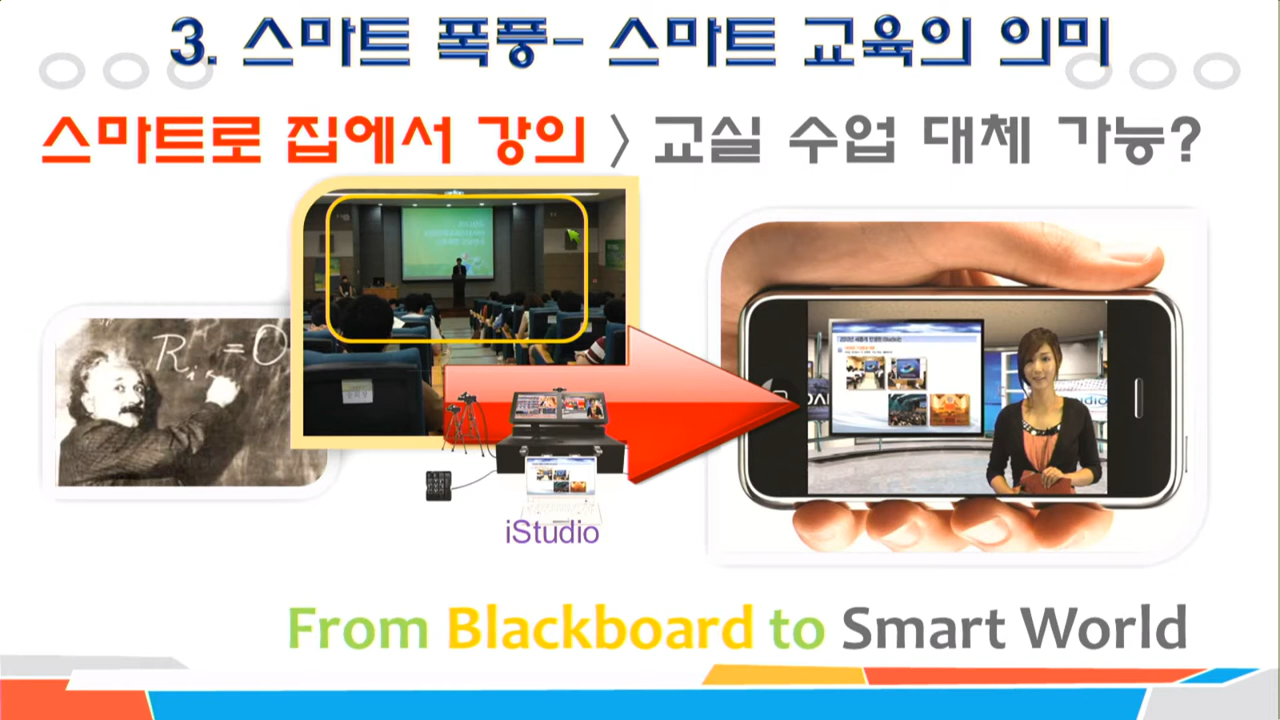 3. 스마트 폭풍- 스마트 교육의 의미
스마트로 집에서 강의 > 교실 수업 대체 가능?
iStudio
From Blackboard to Smart World